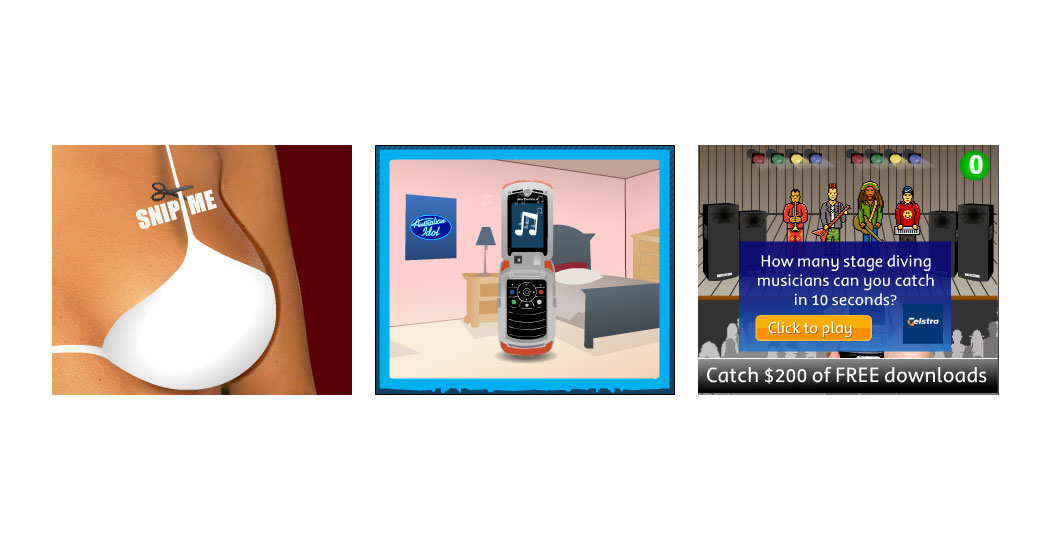 SNIP ME
Australian
Idol
MOTOROLA
0
How many stage diving
musicians can you catch
in 10 seconds?
Click to play
Telstra
Catch $200 of FREE downloads